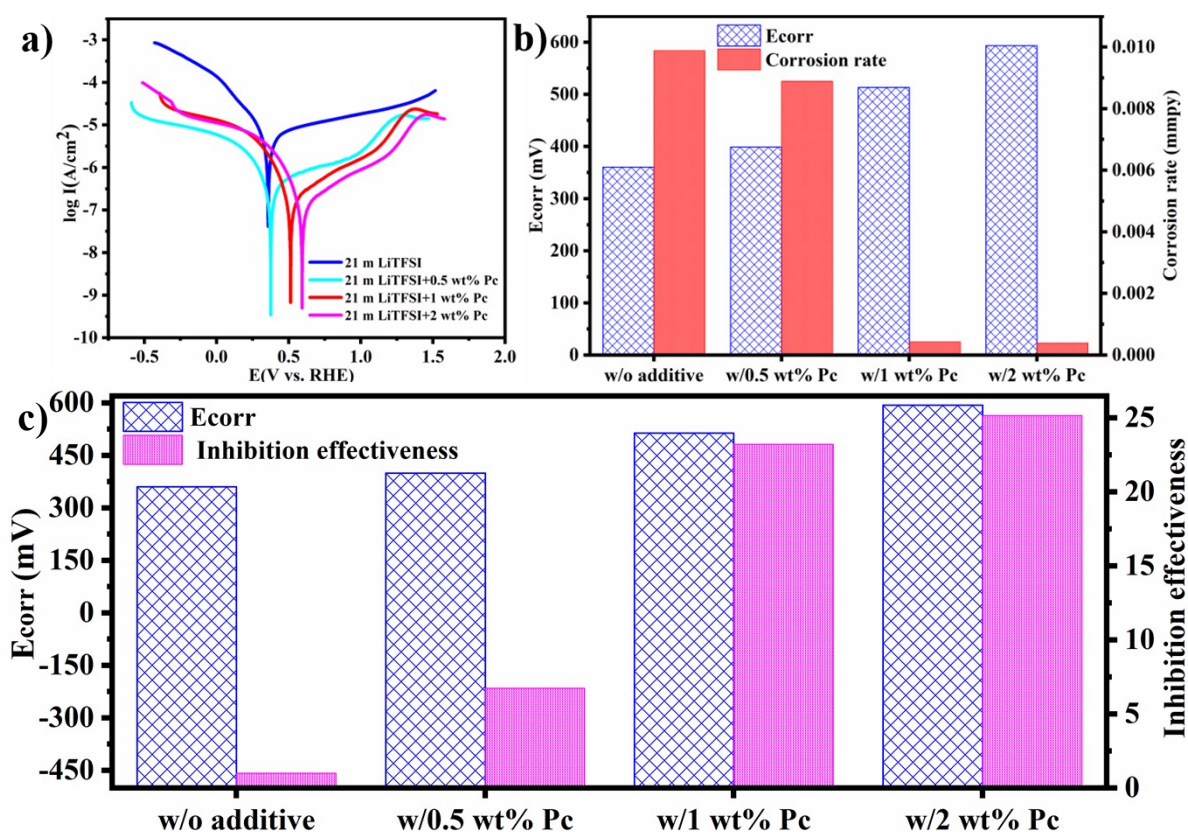 a)
-3
-4
-5
-6
-7
-8
-9
-10
log I(A/cm2)
21 m LiTFSI
21 m LiTFSI+0.5 wt% Pc
21 m LiTFSI+1 wt% Pc
21 m LiTFSI+2 wt% Pc
-0.5 0.0 0.5 1.0 1.5 2.0
E(V vs. RHE)
b)
Ecorr
Corrosion rate
600
500
400
300
200
100
0
Ecorr (mV)
0.010
0.008
0.006
0.004
0.002
0.000
Corrosion rate (mmpy)
w/o additive w/0.5 wt% Pc w/1 wt% Pc w/2 wt% Pc
c)
Ecorr
Inhibition effectiveness
600
450
300
150
0
-150
-300
-450
Ecorr (mV)
25
20
15
10
5
0
Inhibition effectiveness
w/o additive w/0.5 wt% Pc w/1 wt% Pc w/2 wt% Pc